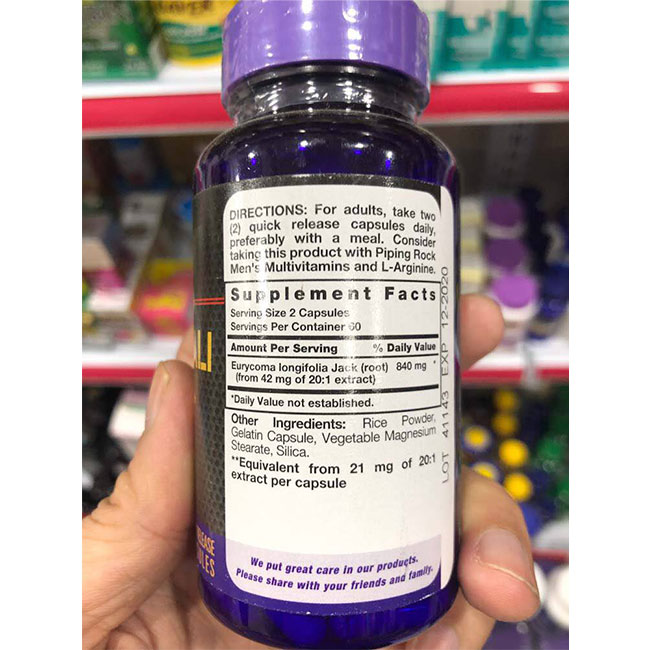 DIRECTIONS: For adults, take two
(2) quick release capsules daily,
preferably with a meal. Consider
taking this product with Piping Rock
Men's Multivitamins and L-Arginine.
Supplement Facts
Serving Size 2 Capsules
Servings Per Container 60
Amount Per Serving % Daily Value
Eurycoma longifolia Jack (root) 840 mg *
(from 42 mg of 20:1 extract)
*Daily Value not established.
Other Ingredients: Rice Powder,
Gelatin Capsule, Vegetable Magnesium
Stearate, Silica.
**Equivalent from 21 mg of 20:1
extract per capsule
We put great care in our products.
Please share with your friends and family.
LOT 41143 EXP 12-2020
ALI